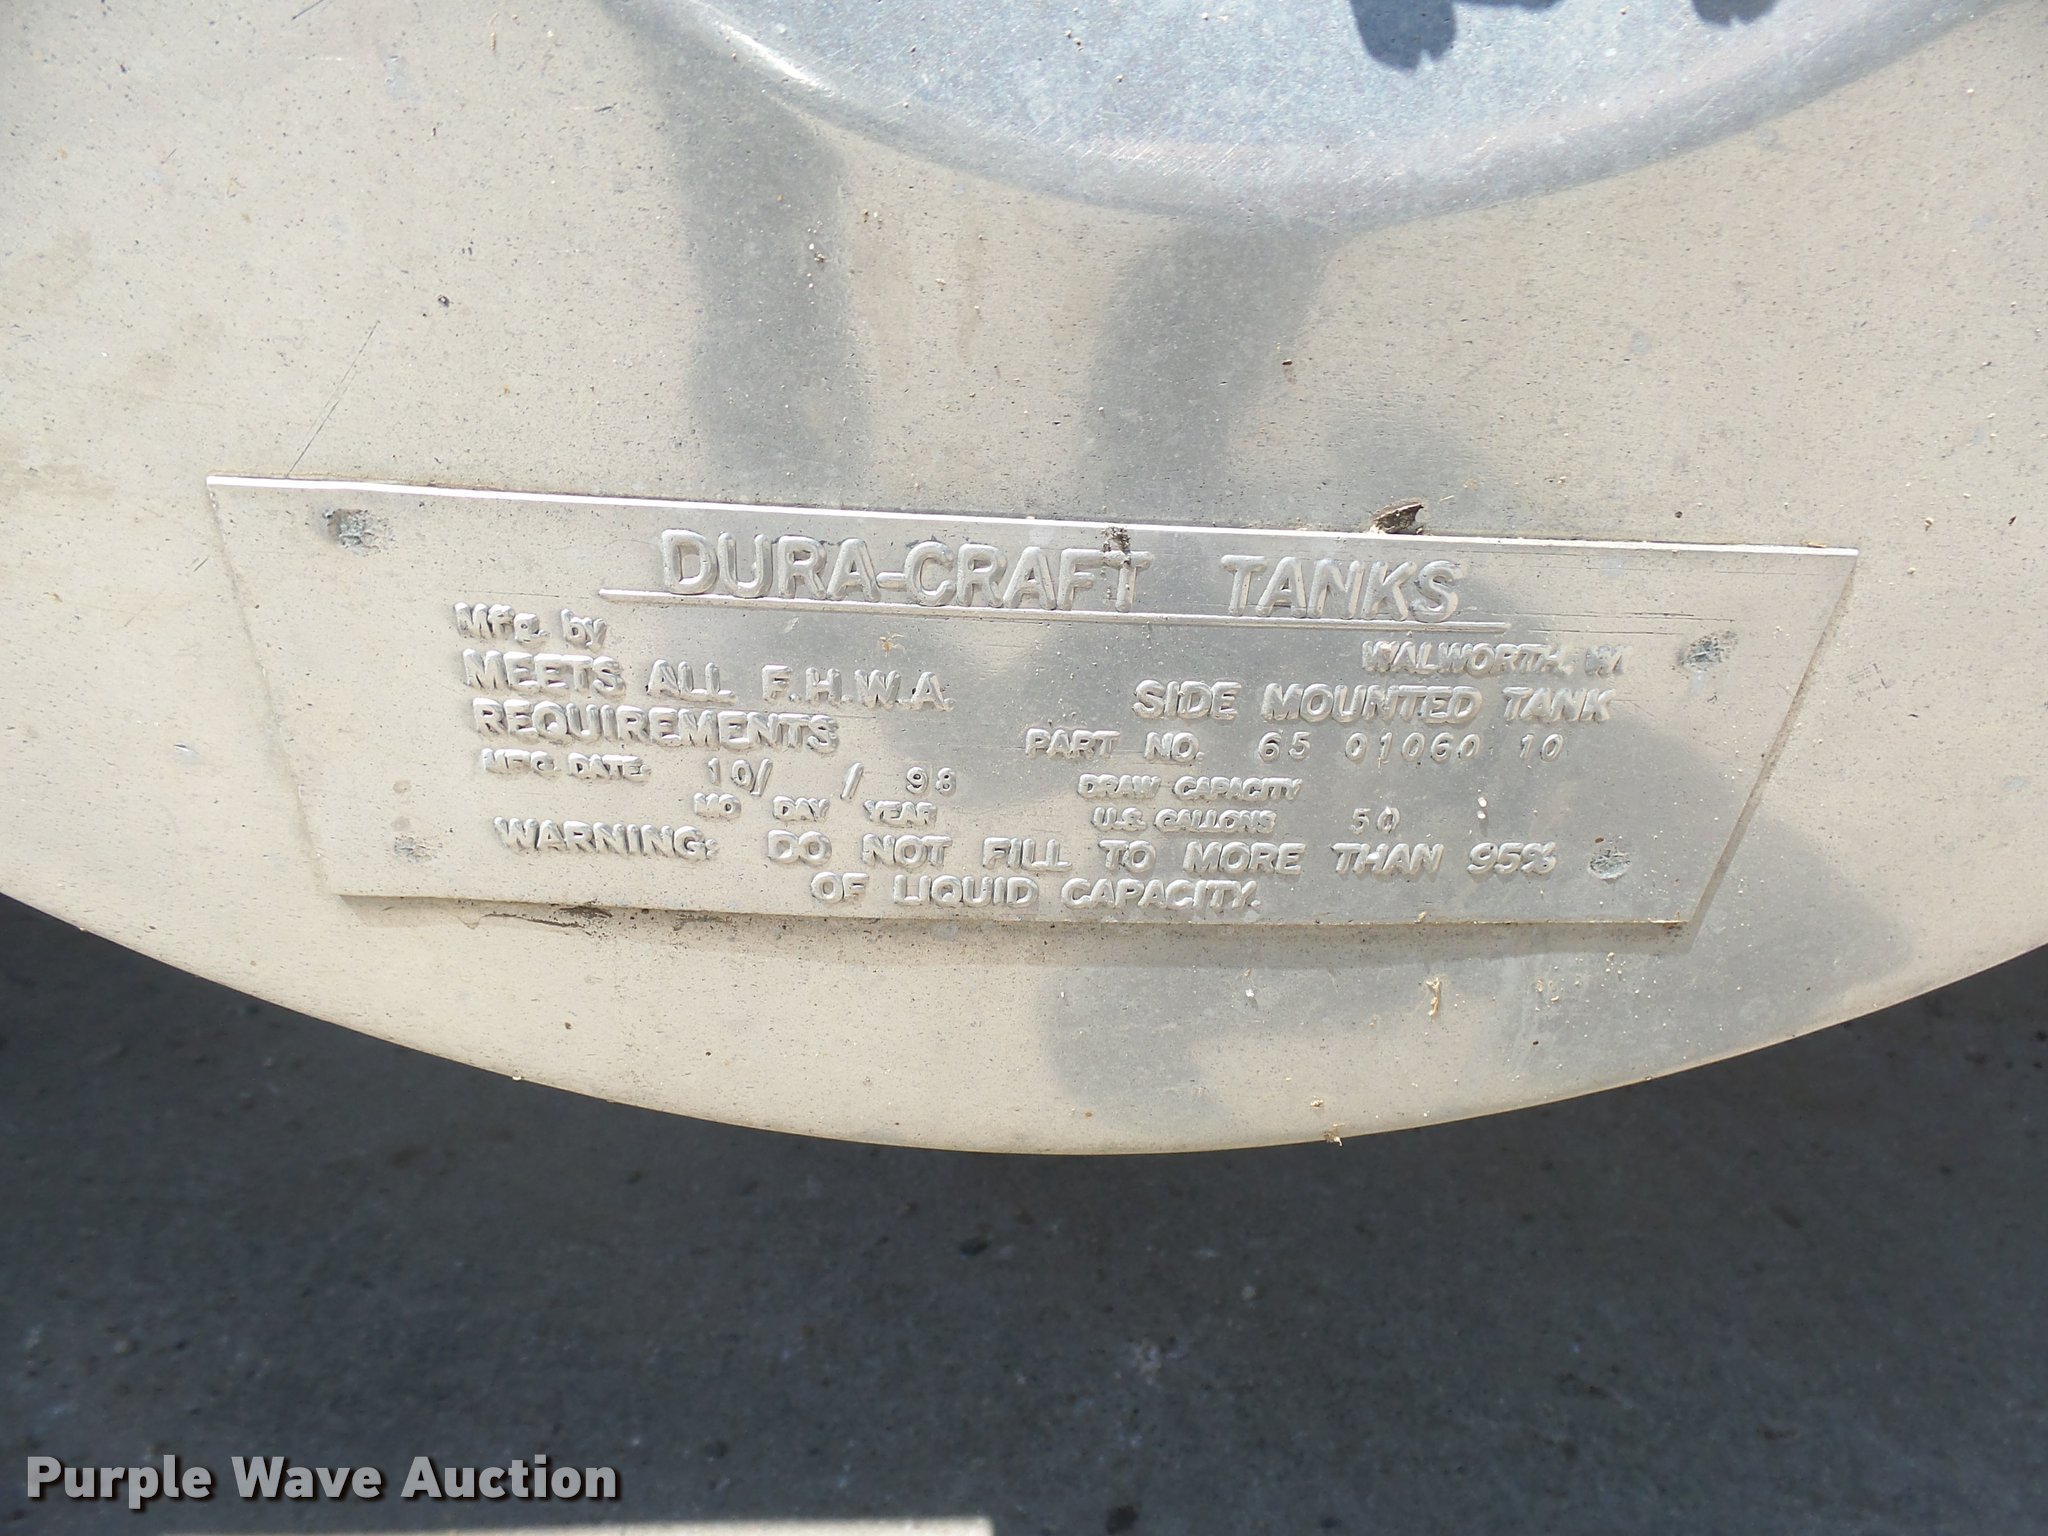 DURA-CRAFT TANKS
Mfg. by
WALWORTH, WI
MEETS ALL F.H.W.A.
REQUIREMENTS
SIDE MOUNTED TANK
PART NO. 65 01060 10
MFG. DATE: 10/ / 98
MO DAY YEAR
DRAW CAPACITY
U.S. GALLONS 50
WARNING: DO NOT FILL TO MORE THAN 95%
OF LIQUID CAPACITY.
Purple Wave Auction